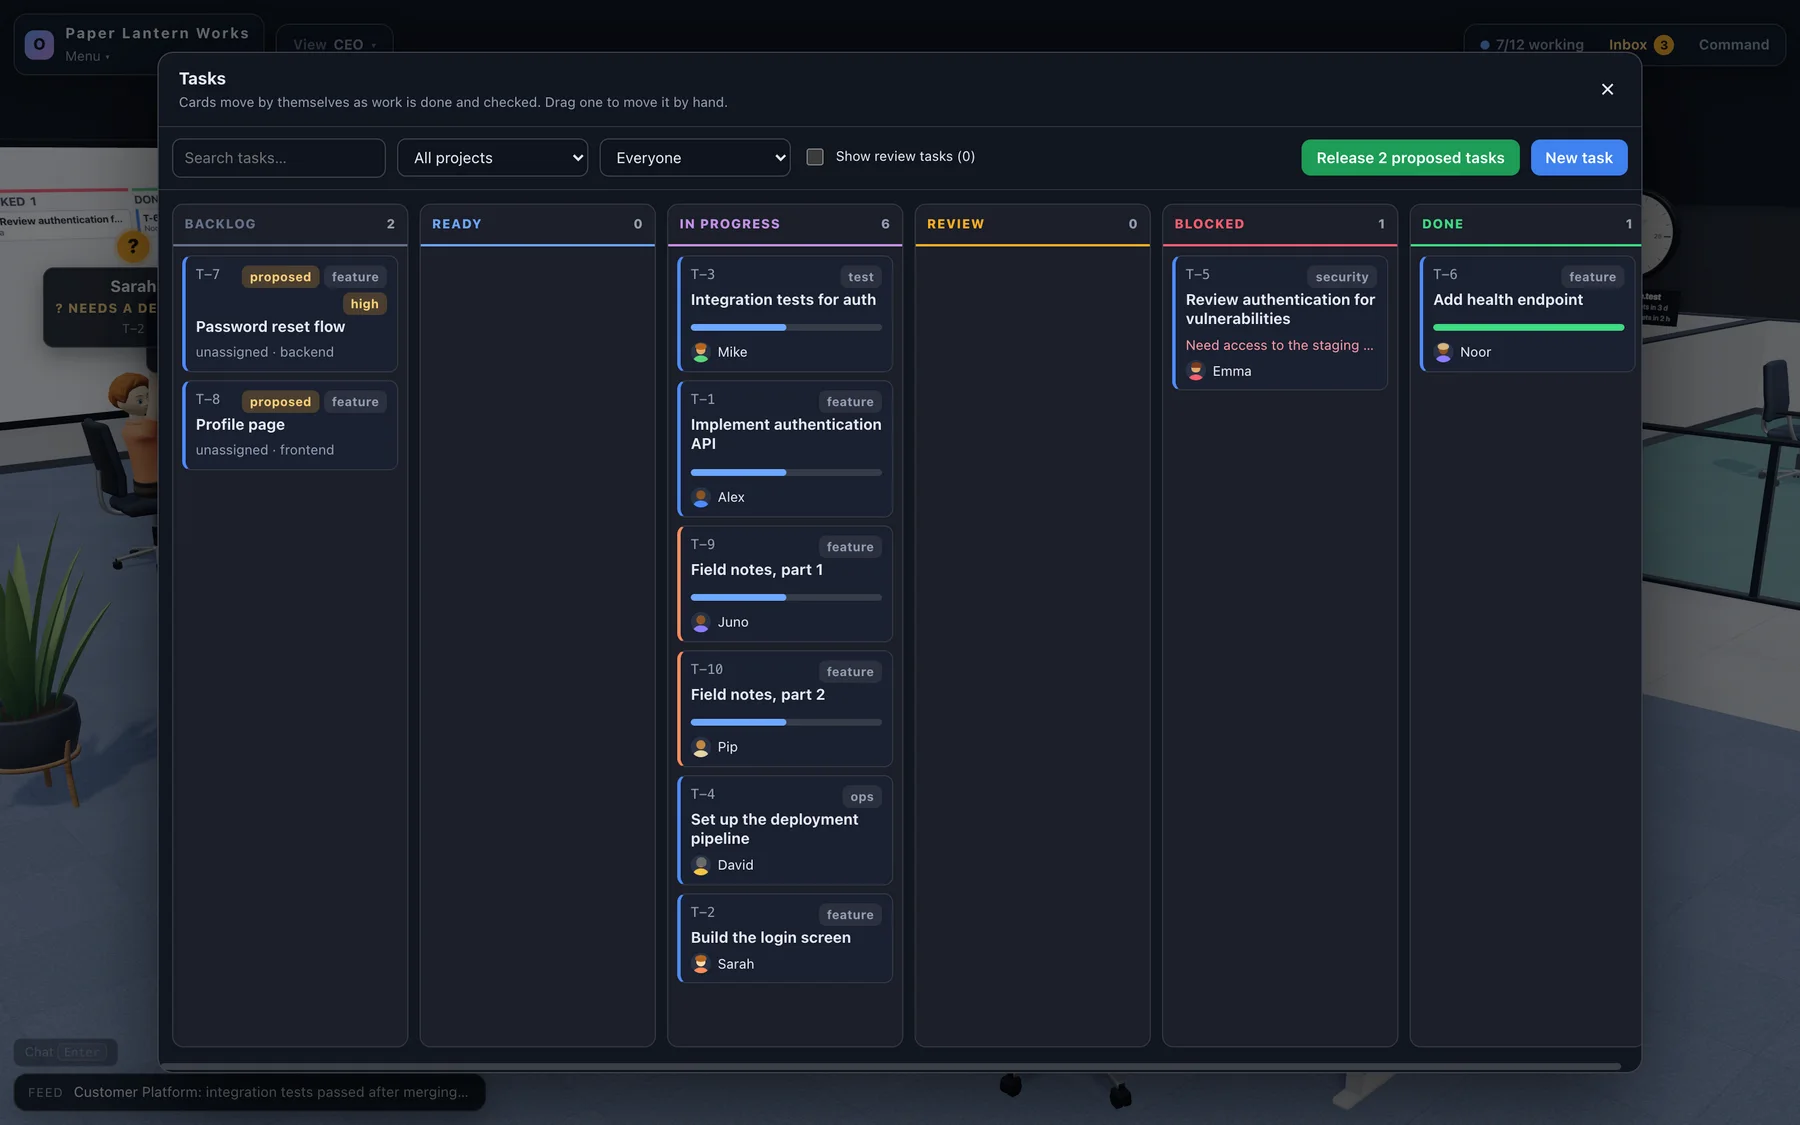 Paper Lantern Works
Menu
O
View CEO
7/12 working
Inbox 3
Command
Tasks
Cards move by themselves as work is done and checked. Drag one to move it by hand.
Search tasks...
All projects
Everyone
Show review tasks (0)
Release 2 proposed tasks
New task
BACKLOG 2
T-7 proposed feature
high
Password reset flow
unassigned · backend
T-8 proposed feature
Profile page
unassigned · frontend
READY 0
IN PROGRESS 6
T-3 test
Integration tests for auth
Mike
T-1 feature
Implement authentication
API
Alex
T-9 feature
Field notes, part 1
Juno
T-10 feature
Field notes, part 2
Pip
T-4 ops
Set up the deployment
pipeline
David
T-2 feature
Build the login screen
Sarah
REVIEW 0
BLOCKED 1
T-5 security
Review authentication for
vulnerabilities
Need access to the staging ...
Emma
DONE 1
T-6 feature
Add health endpoint
Noor
KED 1
Review authentication f...
DON
T-6
?
Sarah
? NEEDS A DE
T-2
Chat Enter
FEED Customer Platform: integration tests passed after merging...